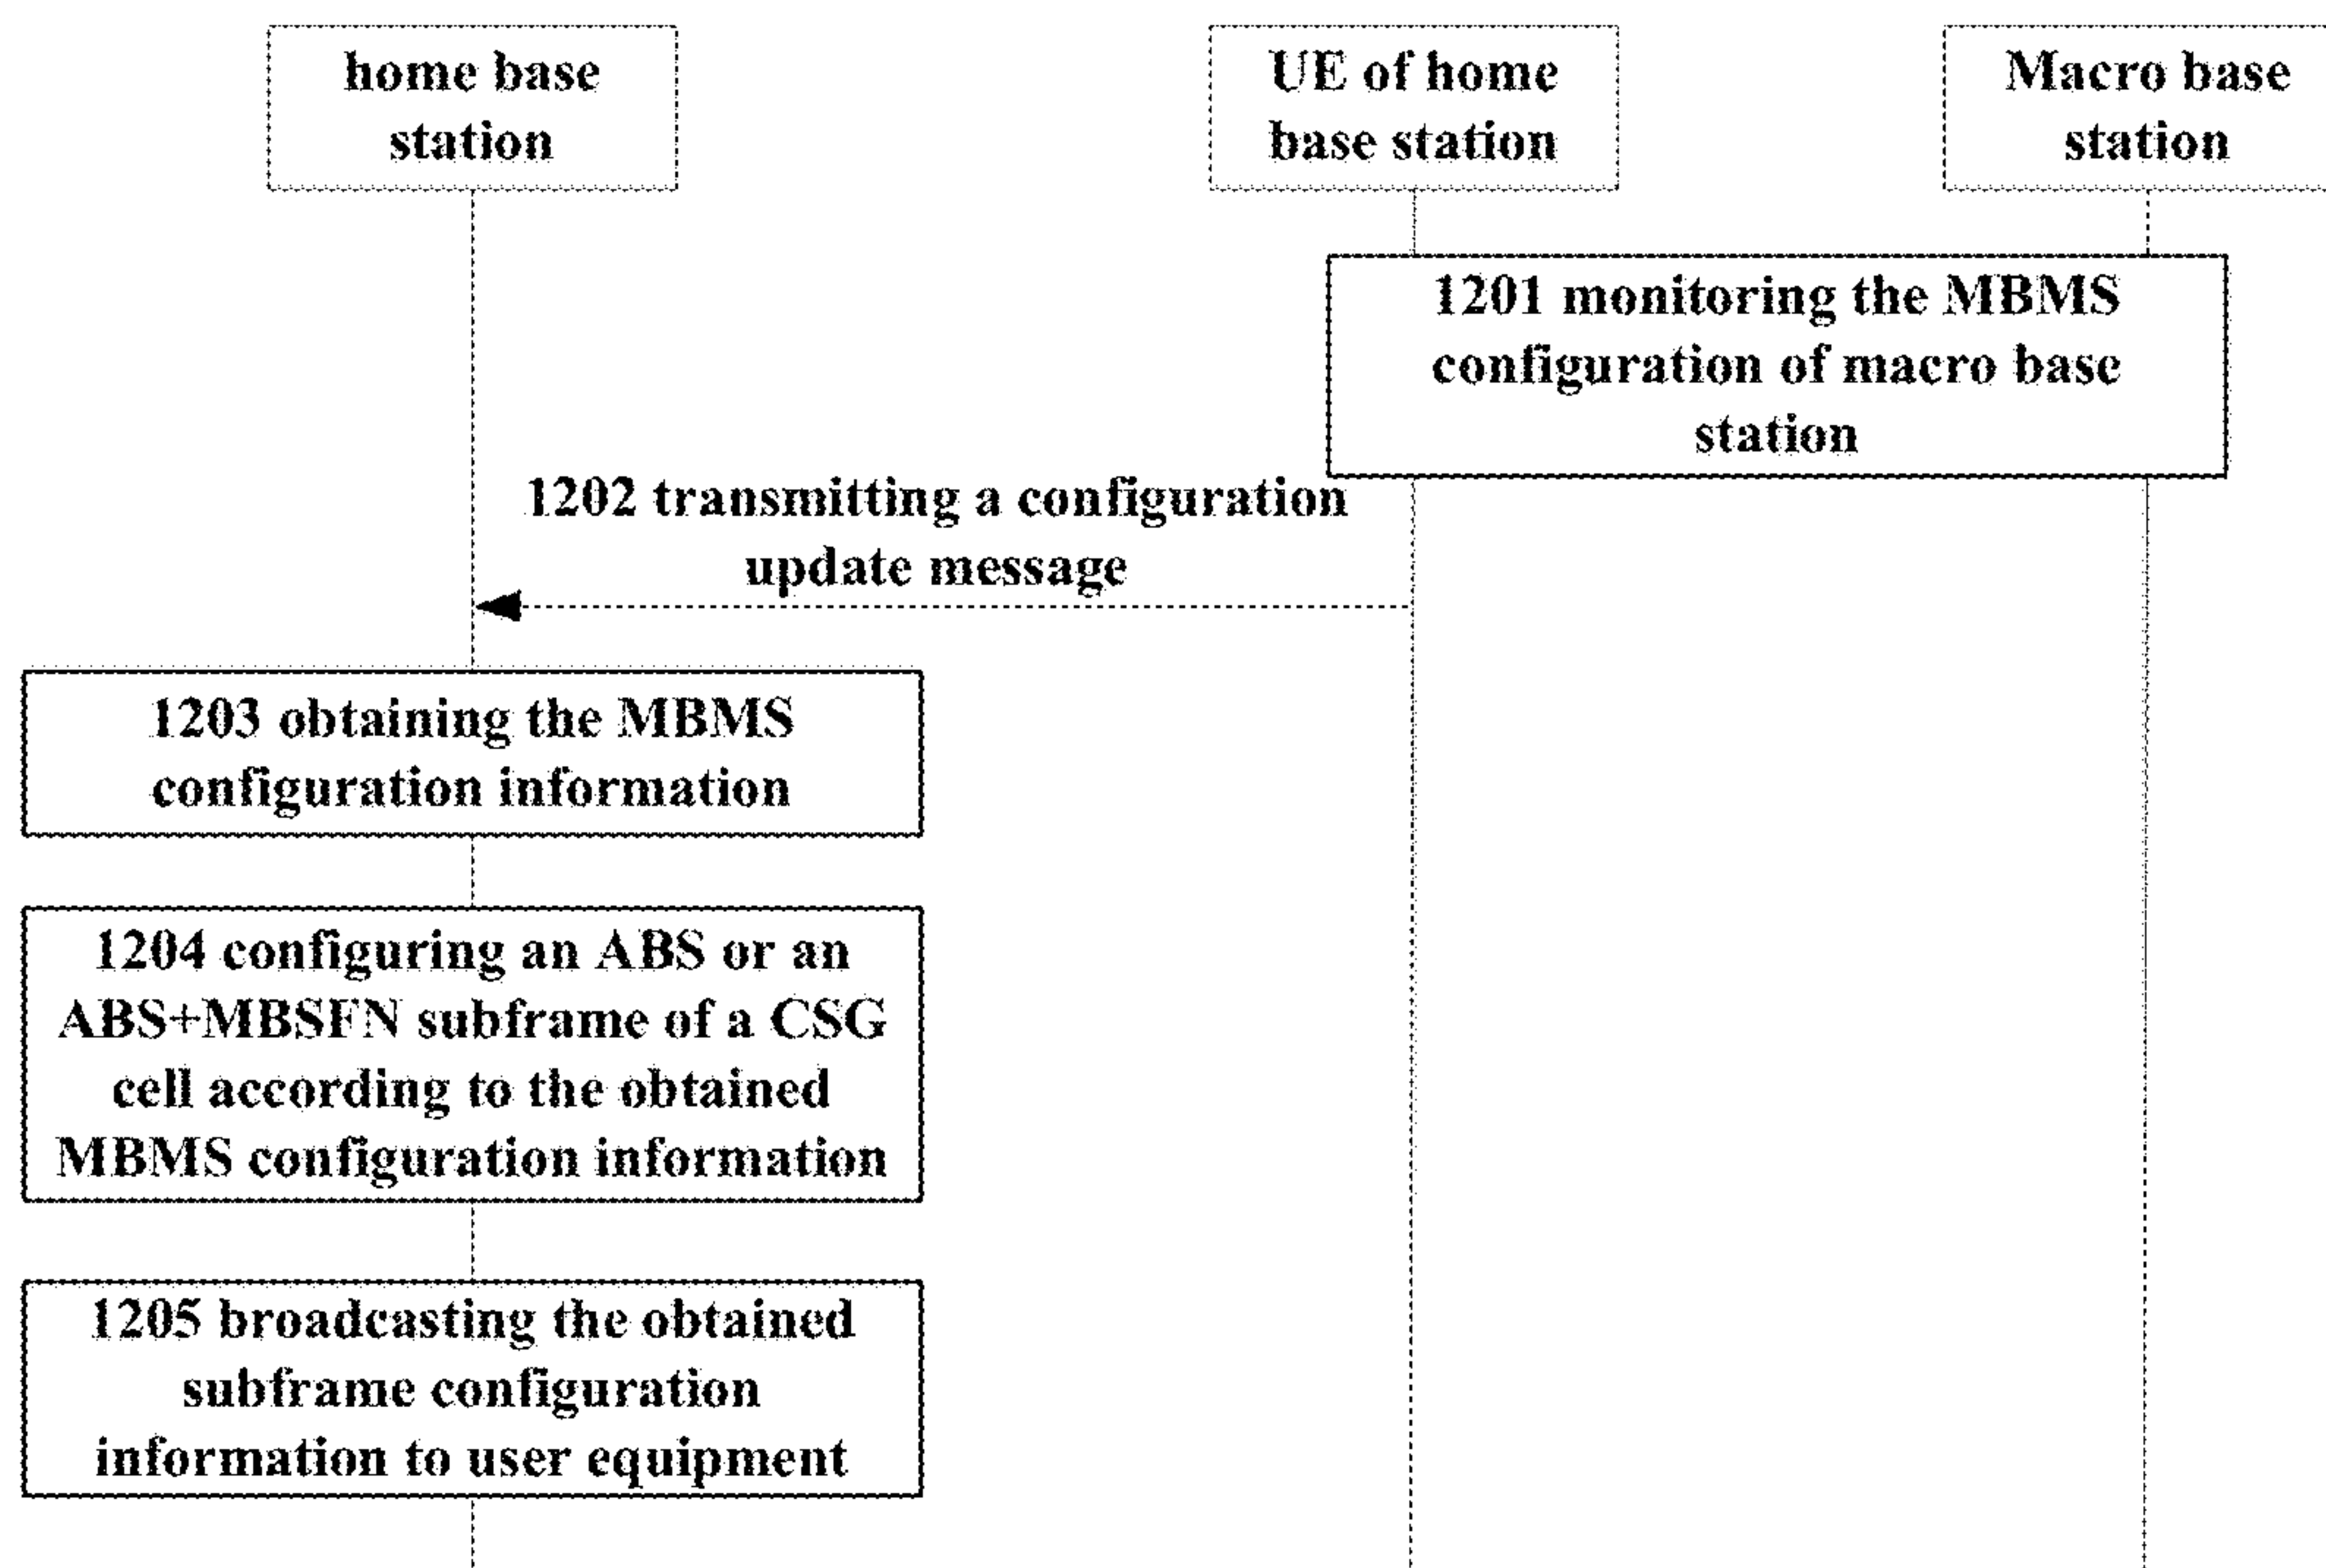 home base
station
UE of home
base station
Macro base
station
1201 monitoring the MBMS
configuration of macro base
station
1202 transmitting a configuration
update message
1203 obtaining the MBMS
configuration information
1204 configuring an ABS or an
ABS+MBSFN subframe of a CSG
cell according to the obtained
MBMS configuration information
1205 broadcasting the obtained
subframe configuration
information to user equipment